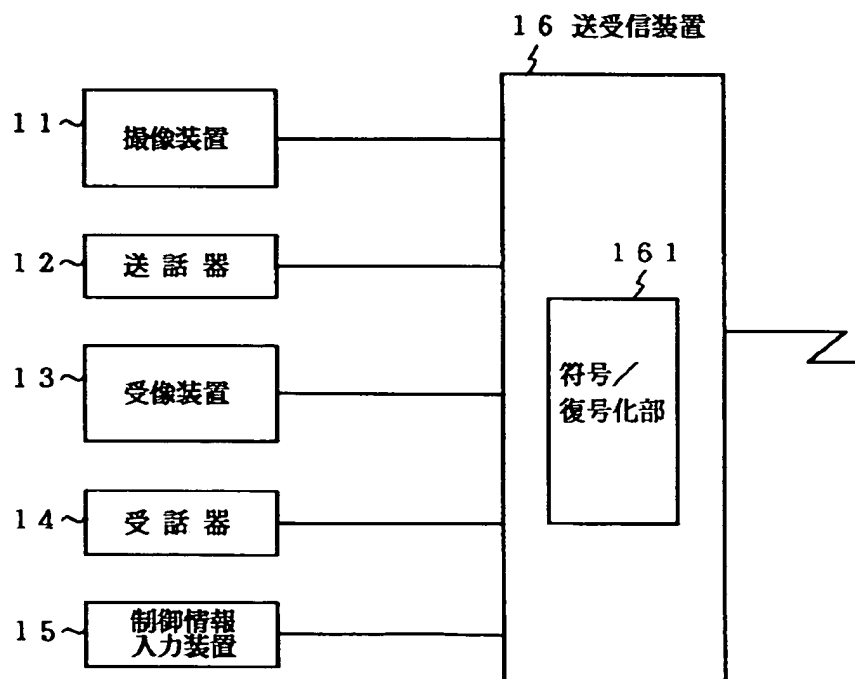 16 送受信装置
11 撮像装置
12 送話器
161
13 受像装置
符号/
復号化部
14 受話器
15 制御情報
入力装置